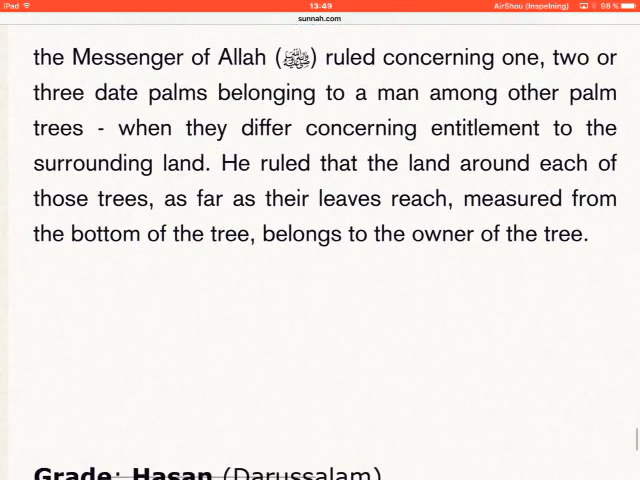 iPad 13:49 AirShou (Inspelning) 98 %
sunnah.com
the Messenger of Allah (ﷺ) ruled concerning one, two or
three date palms belonging to a man among other palm
trees - when they differ concerning entitlement to the
surrounding land. He ruled that the land around each of
those trees, as far as their leaves reach, measured from
the bottom of the tree, belongs to the owner of the tree.
Grade: Hasan (Darussalam)